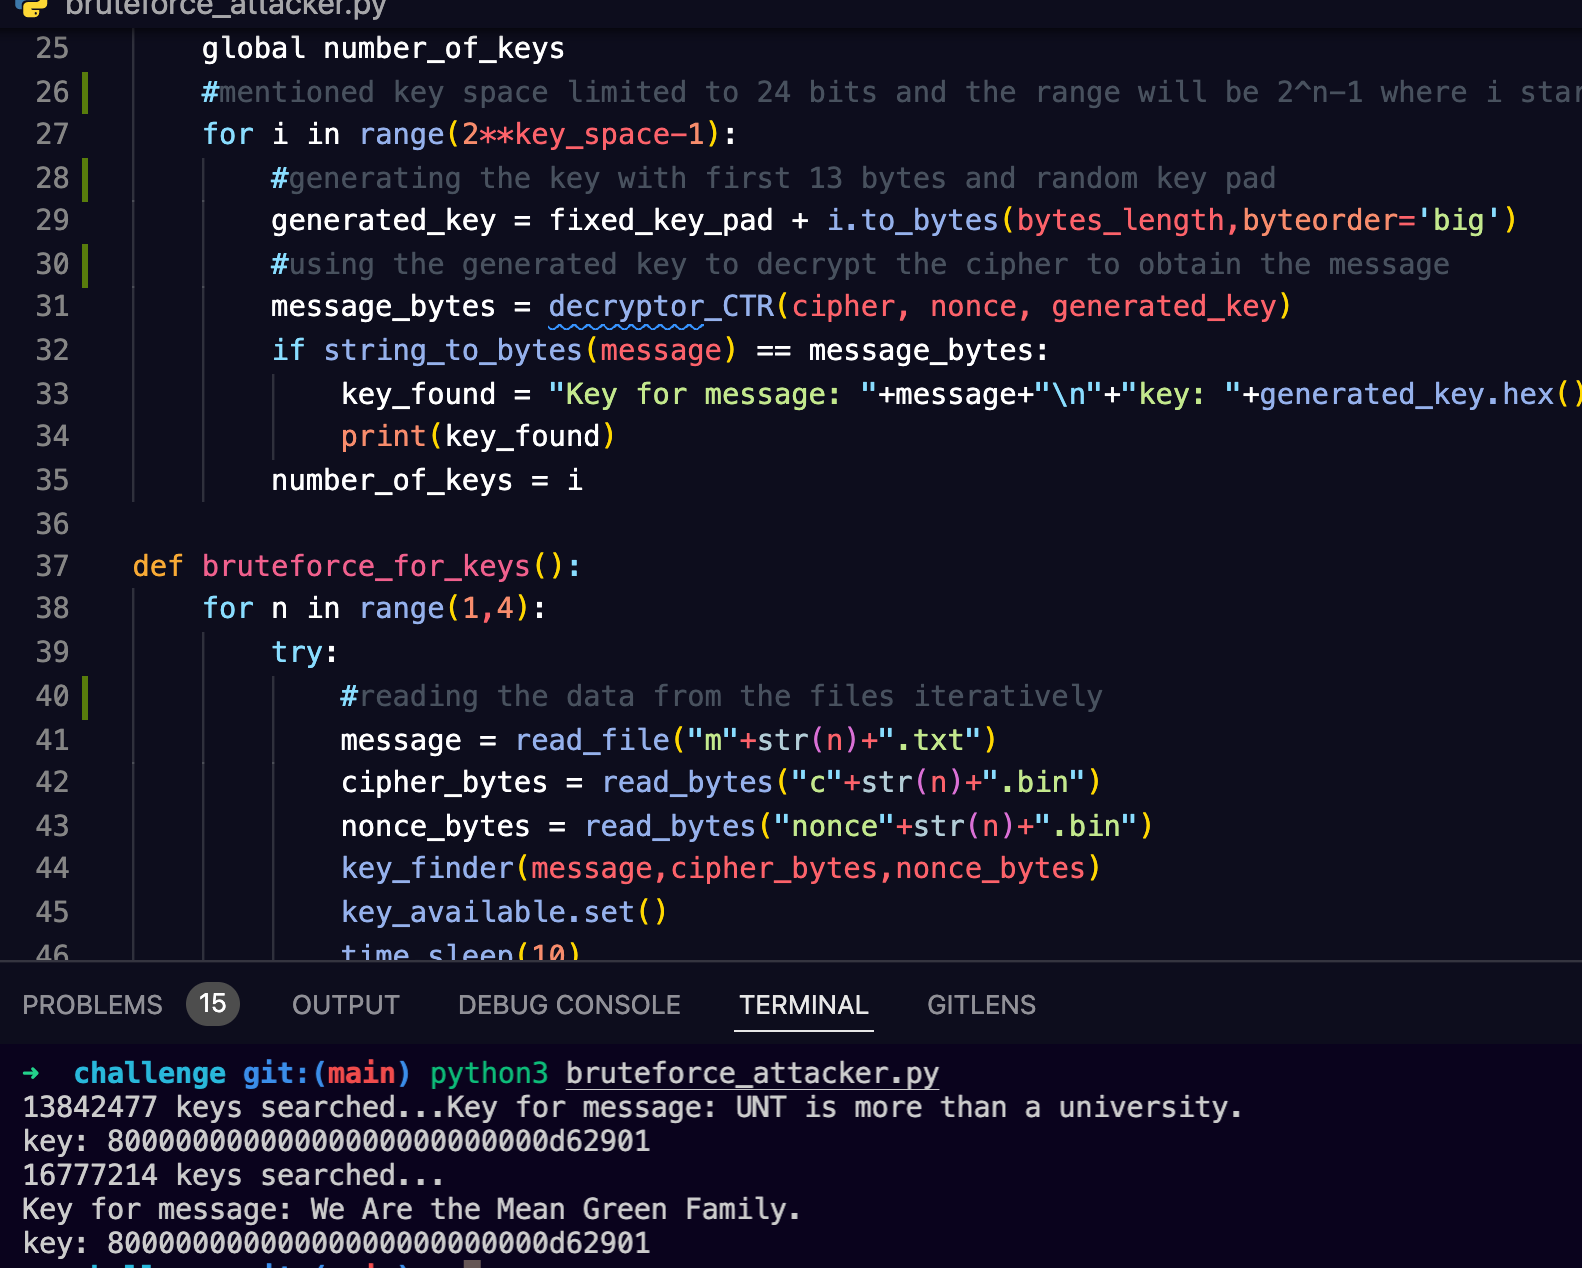 bruteforce_attacker.py
25 global number_of_keys
26 #mentioned key space limited to 24 bits and the range will be 2^n-1 where i star
27 for i in range(2**key_space-1):
28 #generating the key with first 13 bytes and random key pad
29 generated_key = fixed_key_pad + i.to_bytes(bytes_length,byteorder='big')
30 #using the generated key to decrypt the cipher to obtain the message
31 message_bytes = decryptor_CTR(cipher, nonce, generated_key)
32 if string_to_bytes(message) == message_bytes:
33 key_found = "Key for message: "+message+"\n"+"key: "+generated_key.hex()
34 print(key_found)
35 number_of_keys = i
36
37 def bruteforce_for_keys():
38 for n in range(1,4):
39 try:
40 #reading the data from the files iteratively
41 message = read_file("m"+str(n)+".txt")
42 cipher_bytes = read_bytes("c"+str(n)+".bin")
43 nonce_bytes = read_bytes("nonce"+str(n)+".bin")
44 key_finder(message,cipher_bytes,nonce_bytes)
45 key_available.set()
46 time.sleep(10)
PROBLEMS 15 OUTPUT DEBUG CONSOLE TERMINAL GITLENS
➜ challenge git:(main) python3 bruteforce_attacker.py
13842477 keys searched...Key for message: UNT is more than a university.
key: 80000000000000000000000000d62901
16777214 keys searched...
Key for message: We Are the Mean Green Family.
key: 80000000000000000000000000d62901